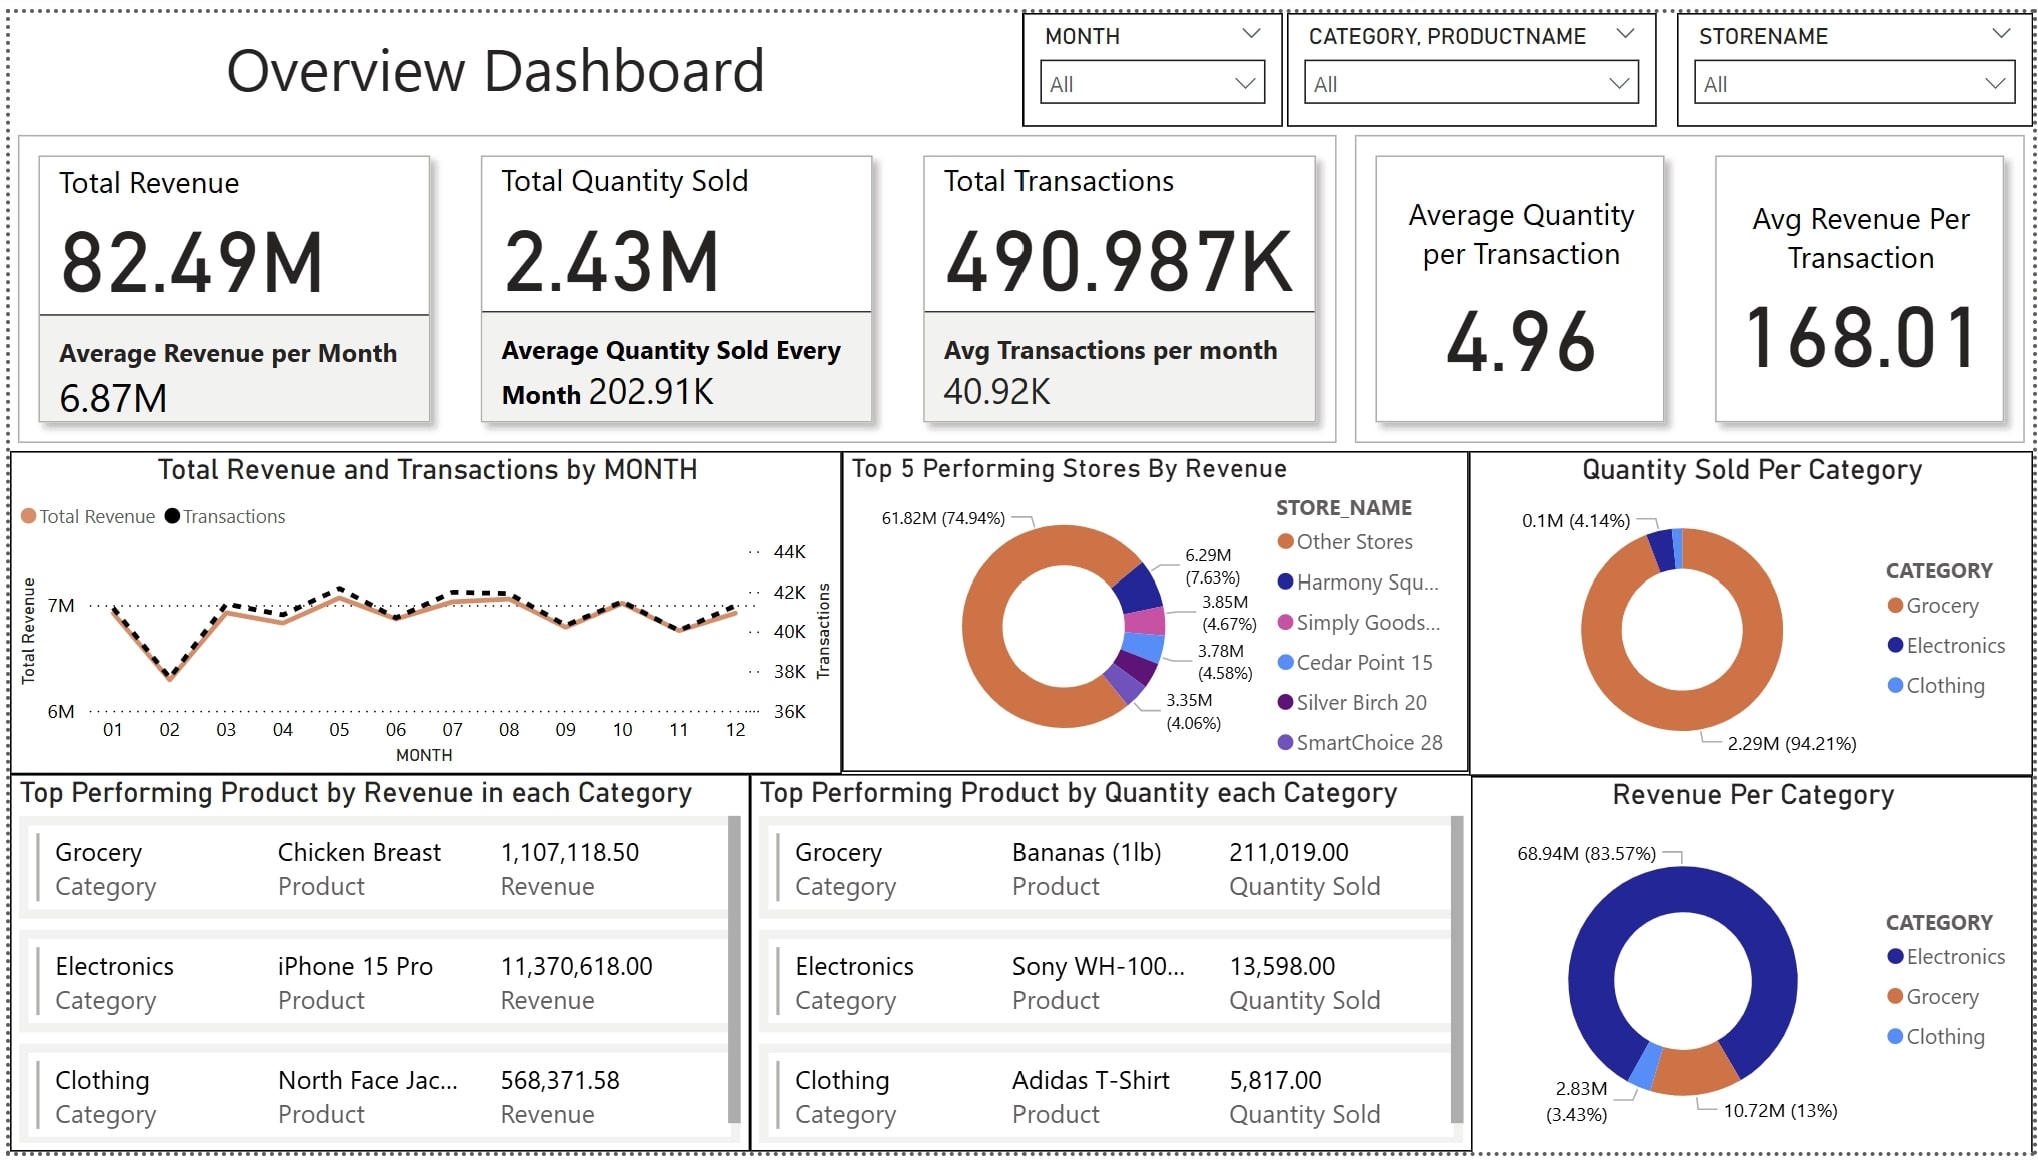 Overview Dashboard
MONTH
All
CATEGORY, PRODUCTNAME
All
STORENAME
All
Total Revenue
82.49M
Average Revenue per Month
6.87M
Total Quantity Sold
2.43M
Average Quantity Sold Every
Month 202.91K
Total Transactions
490.987K
Avg Transactions per month
40.92K
Average Quantity
per Transaction
4.96
Avg Revenue Per
Transaction
168.01
Total Revenue and Transactions by MONTH
Total Revenue Transactions
Total Revenue
7M
6M
44K
42K
40K
38K
36K
Transactions
01 02 03 04 05 06 07 08 09 10 11 12
MONTH
Top 5 Performing Stores By Revenue
61.82M (74.94%)
6.29M
(7.63%)
3.85M
(4.67%)
3.78M
(4.58%)
3.35M
(4.06%)
STORE_NAME
Other Stores
Harmony Squ...
Simply Goods...
Cedar Point 15
Silver Birch 20
SmartChoice 28
Quantity Sold Per Category
0.1M (4.14%)
2.29M (94.21%)
CATEGORY
Grocery
Electronics
Clothing
Top Performing Product by Revenue in each Category
Grocery Chicken Breast 1,107,118.50
Category Product Revenue
Electronics iPhone 15 Pro 11,370,618.00
Category Product Revenue
Clothing North Face Jac... 568,371.58
Category Product Revenue
Top Performing Product by Quantity each Category
Grocery Bananas (1lb) 211,019.00
Category Product Quantity Sold
Electronics Sony WH-100... 13,598.00
Category Product Quantity Sold
Clothing Adidas T-Shirt 5,817.00
Category Product Quantity Sold
Revenue Per Category
68.94M (83.57%)
2.83M
(3.43%)
10.72M (13%)
CATEGORY
Electronics
Grocery
Clothing